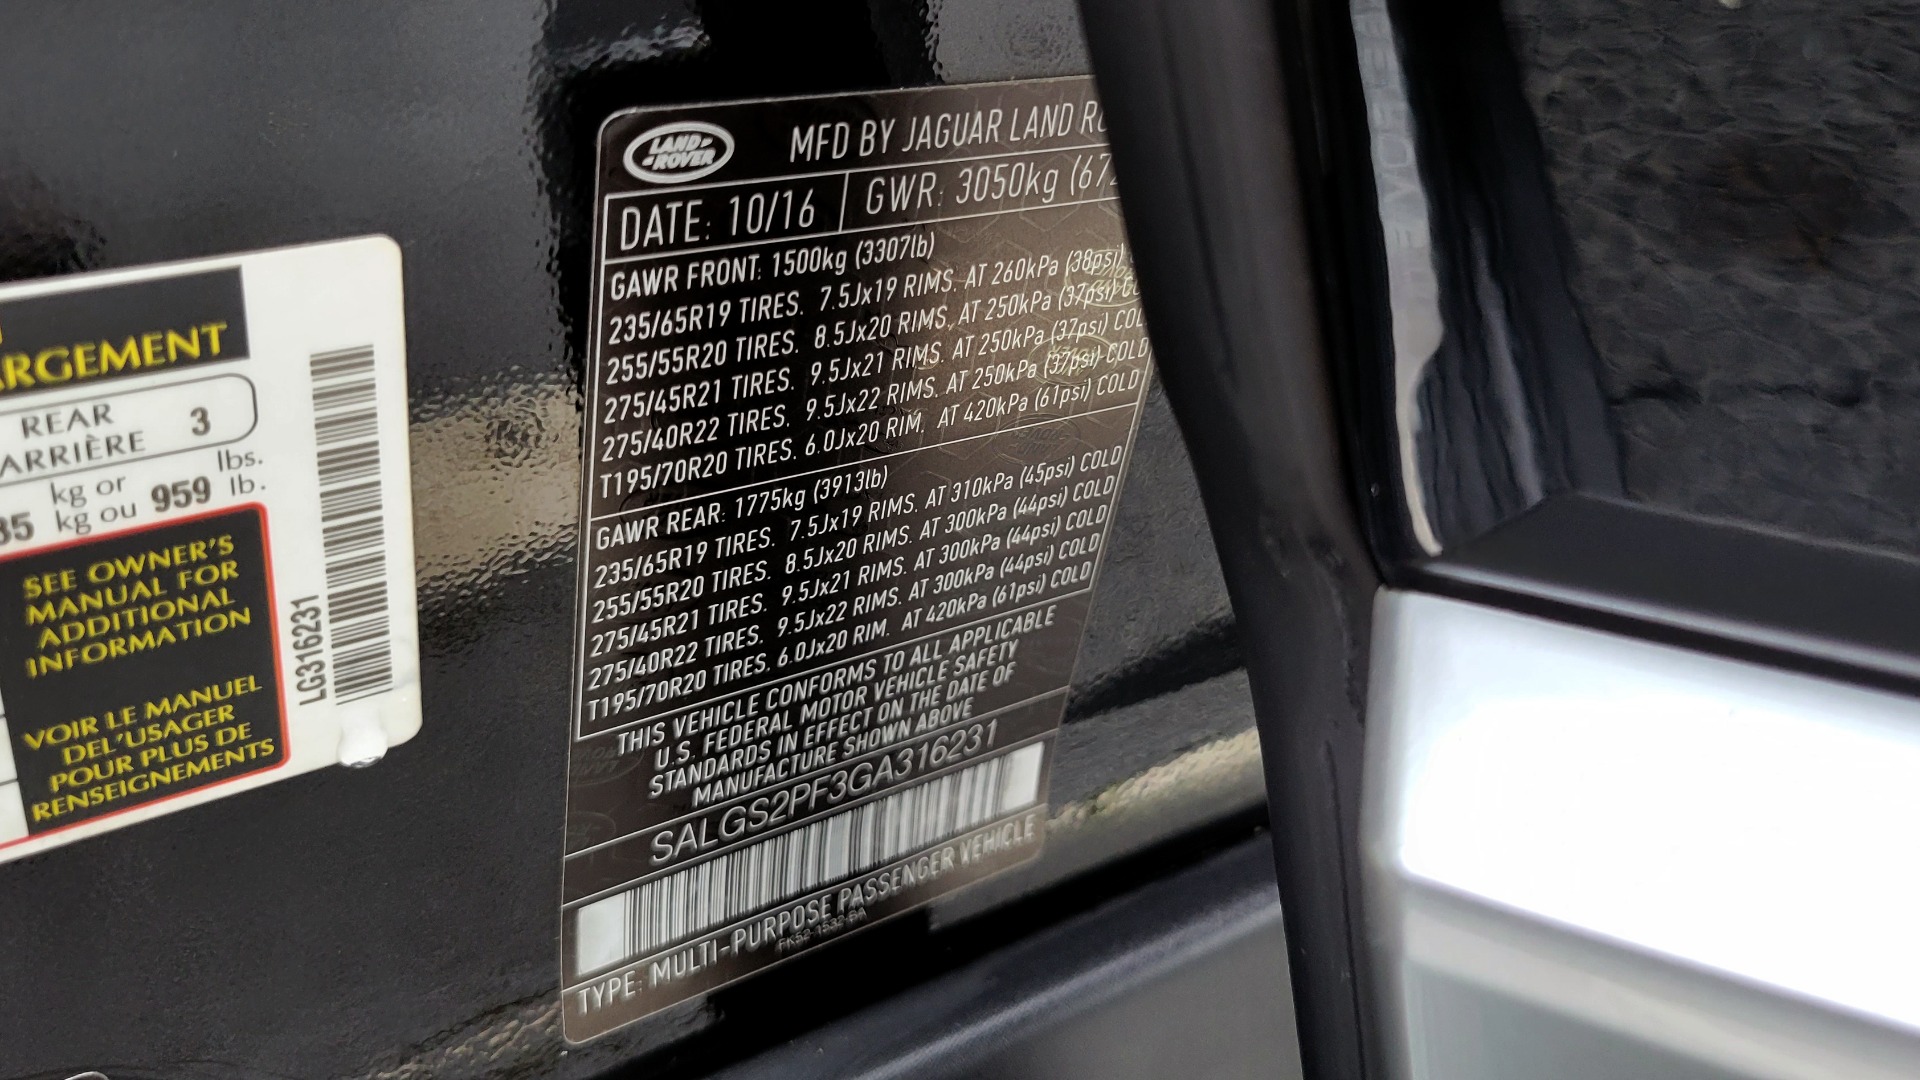 ARGEMENT
REAR
ARRIÈRE 3
kg or lbs.
35 kg ou 959 lb.
SEE OWNER'S
MANUAL FOR
ADDITIONAL
INFORMATION
VOIR LE MANUEL
DEL'USAGER
POUR PLUS DE
RENSEIGNEMENTS
LG316231
LAND
ROVER
MFD BY JAGUAR LAND RO
DATE: 10/16 GWR: 3050kg (672
GAWR FRONT: 1500kg (3307lb)
235/65R19 TIRES. 7.5Jx19 RIMS. AT 260kPa (38psi)
255/55R20 TIRES. 8.5Jx20 RIMS. AT 250kPa (37psi) CO
275/45R21 TIRES. 9.5Jx21 RIMS. AT 250kPa (37psi) COL
275/40R22 TIRES. 9.5Jx22 RIMS. AT 250kPa (37psi) COLD
T195/70R20 TIRES. 6.0Jx20 RIM. AT 420kPa (61psi) COLD
GAWR REAR: 1775kg (3913lb)
235/65R19 TIRES. 7.5Jx19 RIMS. AT 310kPa (45psi) COLD
255/55R20 TIRES. 8.5Jx20 RIMS. AT 300kPa (44psi) COLD
275/45R21 TIRES. 9.5Jx21 RIMS. AT 300kPa (44psi) COLD
275/40R22 TIRES. 9.5Jx22 RIMS. AT 300kPa (44psi) COLD
T195/70R20 TIRES. 6.0Jx20 RIM. AT 420kPa (61psi) COLD
THIS VEHICLE CONFORMS TO ALL APPLICABLE
U.S. FEDERAL MOTOR VEHICLE SAFETY
STANDARDS IN EFFECT ON THE DATE OF
MANUFACTURE SHOWN ABOVE
SALGS2PF3GA316231
TYPE: MULTI-PURPOSE PASSENGER VEHICLE